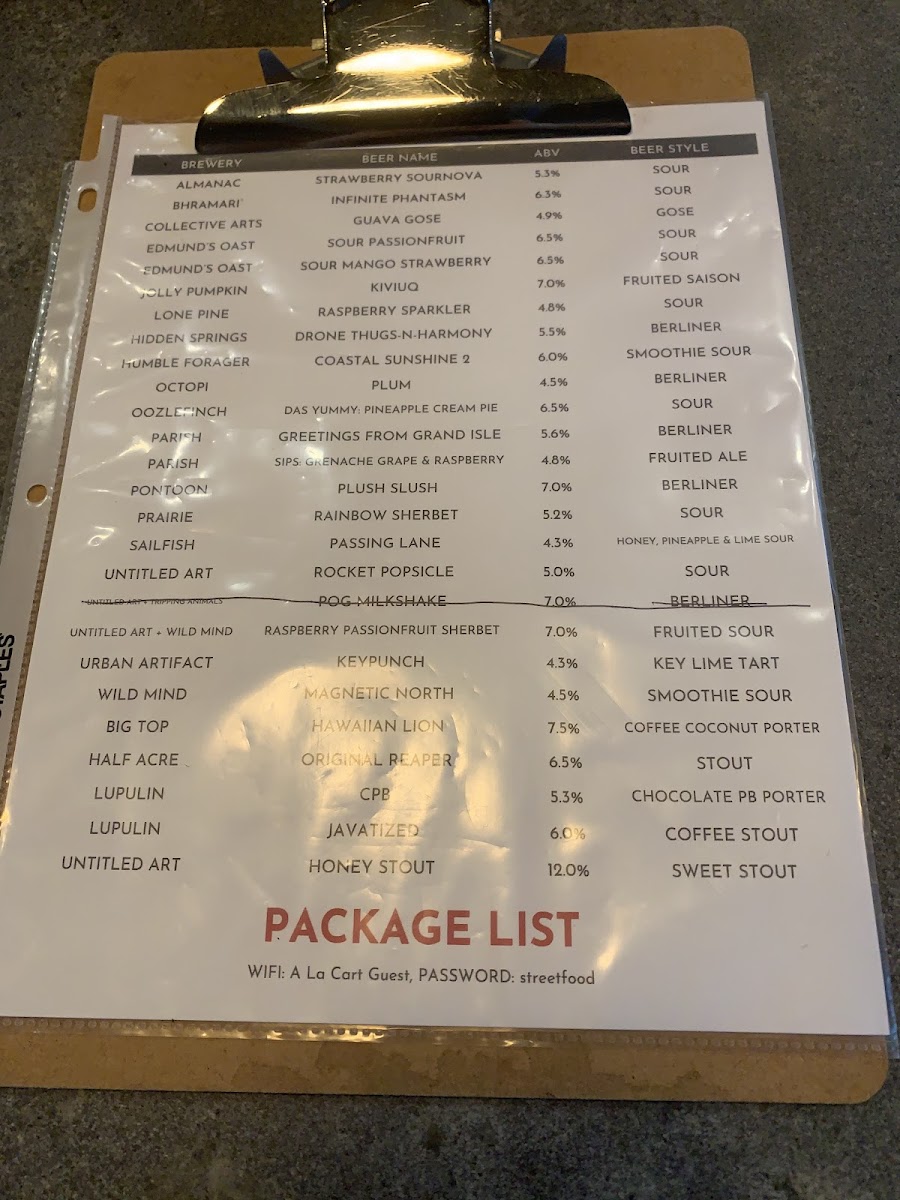 BREWERY BEER NAME ABV BEER STYLE
ALMANAC STRAWBERRY SOURNOVA 5.3% SOUR
BHRAMARI INFINITE PHANTASM 6.3% SOUR
COLLECTIVE ARTS GUAVA GOSE 4.9% GOSE
EDMUND'S OAST SOUR PASSIONFRUIT 6.5% SOUR
EDMUND'S OAST SOUR MANGO STRAWBERRY 6.5% SOUR
JOLLY PUMPKIN KIVIUQ 7.0% FRUITED SAISON
LONE PINE RASPBERRY SPARKLER 4.8% SOUR
HIDDEN SPRINGS DRONE THUGS-N-HARMONY 5.5% BERLINER
HUMBLE FORAGER COASTAL SUNSHINE 2 6.0% SMOOTHIE SOUR
OCTOPI PLUM 4.5% BERLINER
OOZLEFINCH DAS YUMMY: PINEAPPLE CREAM PIE 6.5% SOUR
PARISH GREETINGS FROM GRAND ISLE 5.6% BERLINER
PARISH SIPS: GRENACHE GRAPE & RASPBERRY 4.8% FRUITED ALE
PONTOON PLUSH SLUSH 7.0% BERLINER
PRAIRIE RAINBOW SHERBET 5.2% SOUR
SAILFISH PASSING LANE 4.3% HONEY, PINEAPPLE & LIME SOUR
UNTITLED ART ROCKET POPSICLE 5.0% SOUR
UNTITLED ART + TRIPPING ANIMALS POG MILKSHAKE 7.0% BERLINER
UNTITLED ART + WILD MIND RASPBERRY PASSIONFRUIT SHERBET 7.0% FRUITED SOUR
URBAN ARTIFACT KEYPUNCH 4.3% KEY LIME TART
WILD MIND MAGNETIC NORTH 4.5% SMOOTHIE SOUR
BIG TOP HAWAIIAN LION 7.5% COFFEE COCONUT PORTER
HALF ACRE ORIGINAL REAPER 6.5% STOUT
LUPULIN CPB 5.3% CHOCOLATE PB PORTER
LUPULIN JAVATIZED 6.0% COFFEE STOUT
UNTITLED ART HONEY STOUT 12.0% SWEET STOUT
PACKAGE LIST
WIFI: A La Cart Guest, PASSWORD: streetfood
STAPLES